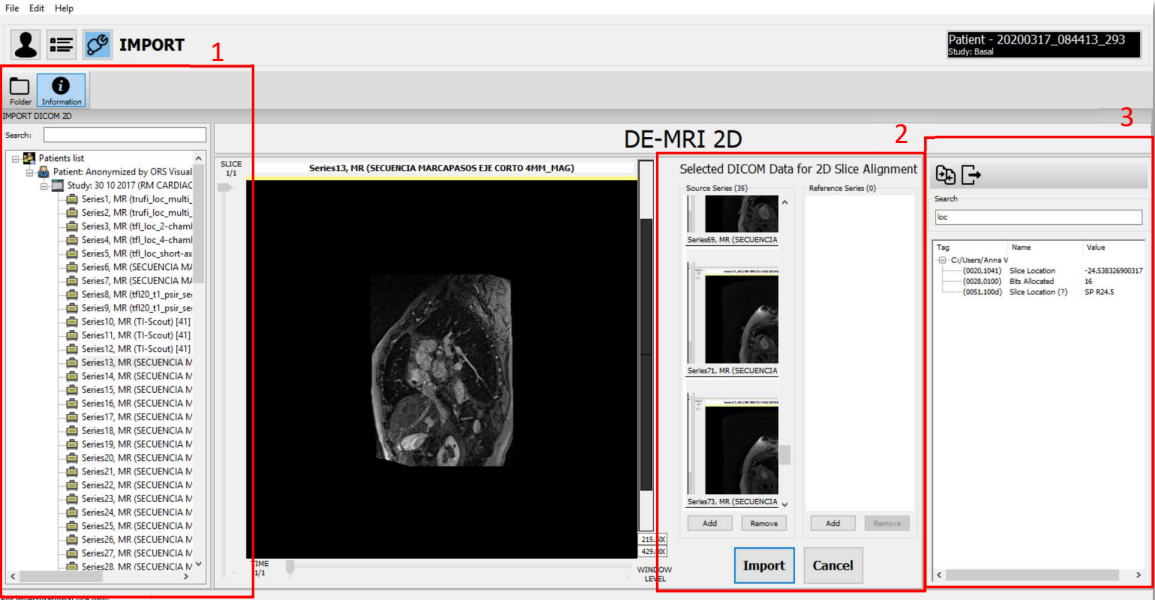 File Edit Help
IMPORT
1
Patient - 20200317_084413_293
Study: Basal
Folder Information
IMPORT DICOM 2D
Search:
Patients list
Patient: Anonymized by ORS Visual
Study: 30 10 2017 (RM CARDIAC
Series1, MR (trufi_loc_multi_
Series2, MR (trufi_loc_multi_
Series3, MR (tfl_loc_2-chaml
Series4, MR (tfl_loc_4-chaml
Series5, MR (tfl_loc_short-ax
Series6, MR (SECUENCIA MA
Series7, MR (SECUENCIA MA
Series8, MR (tfl20_t1_psir_se
Series9, MR (tfl20_t1_psir_se
Series10, MR (TI-Scout) [41]
Series11, MR (TI-Scout) [41]
Series12, MR (TI-Scout) [41]
Series13, MR (SECUENCIA M
Series14, MR (SECUENCIA M
Series15, MR (SECUENCIA M
Series16, MR (SECUENCIA M
Series17, MR (SECUENCIA M
Series18, MR (SECUENCIA M
Series19, MR (SECUENCIA M
Series20, MR (SECUENCIA M
Series21, MR (SECUENCIA M
Series22, MR (SECUENCIA M
Series23, MR (SECUENCIA M
Series24, MR (SECUENCIA M
Series25, MR (SECUENCIA M
Series26, MR (SECUENCIA M
Series27, MR (SECUENCIA M
Series28, MR (SECUENCIA M
For investigational use only
DE-MRI 2D
SLICE
1/1
Series13, MR (SECUENCIA MARCAPASOS EJE CORTO 4MM_MAG)
TIME
1/1
WINDOW
LEVEL
2
Selected DICOM Data for 2D Slice Alignment
Source Series (35) Reference Series (0)
Series69, MR (SECUENCIA
Series71, MR (SECUENCIA
Series73, MR (SECUENCIA
Add Remove Add Remove
Import Cancel
3
Search
loc
Tag Name Value
C:/Users/Anna V
(0020,1041) Slice Location -24.538326900317
(0028,0100) Bits Allocated 16
(0051,100d) Slice Location (?) SP R24.5